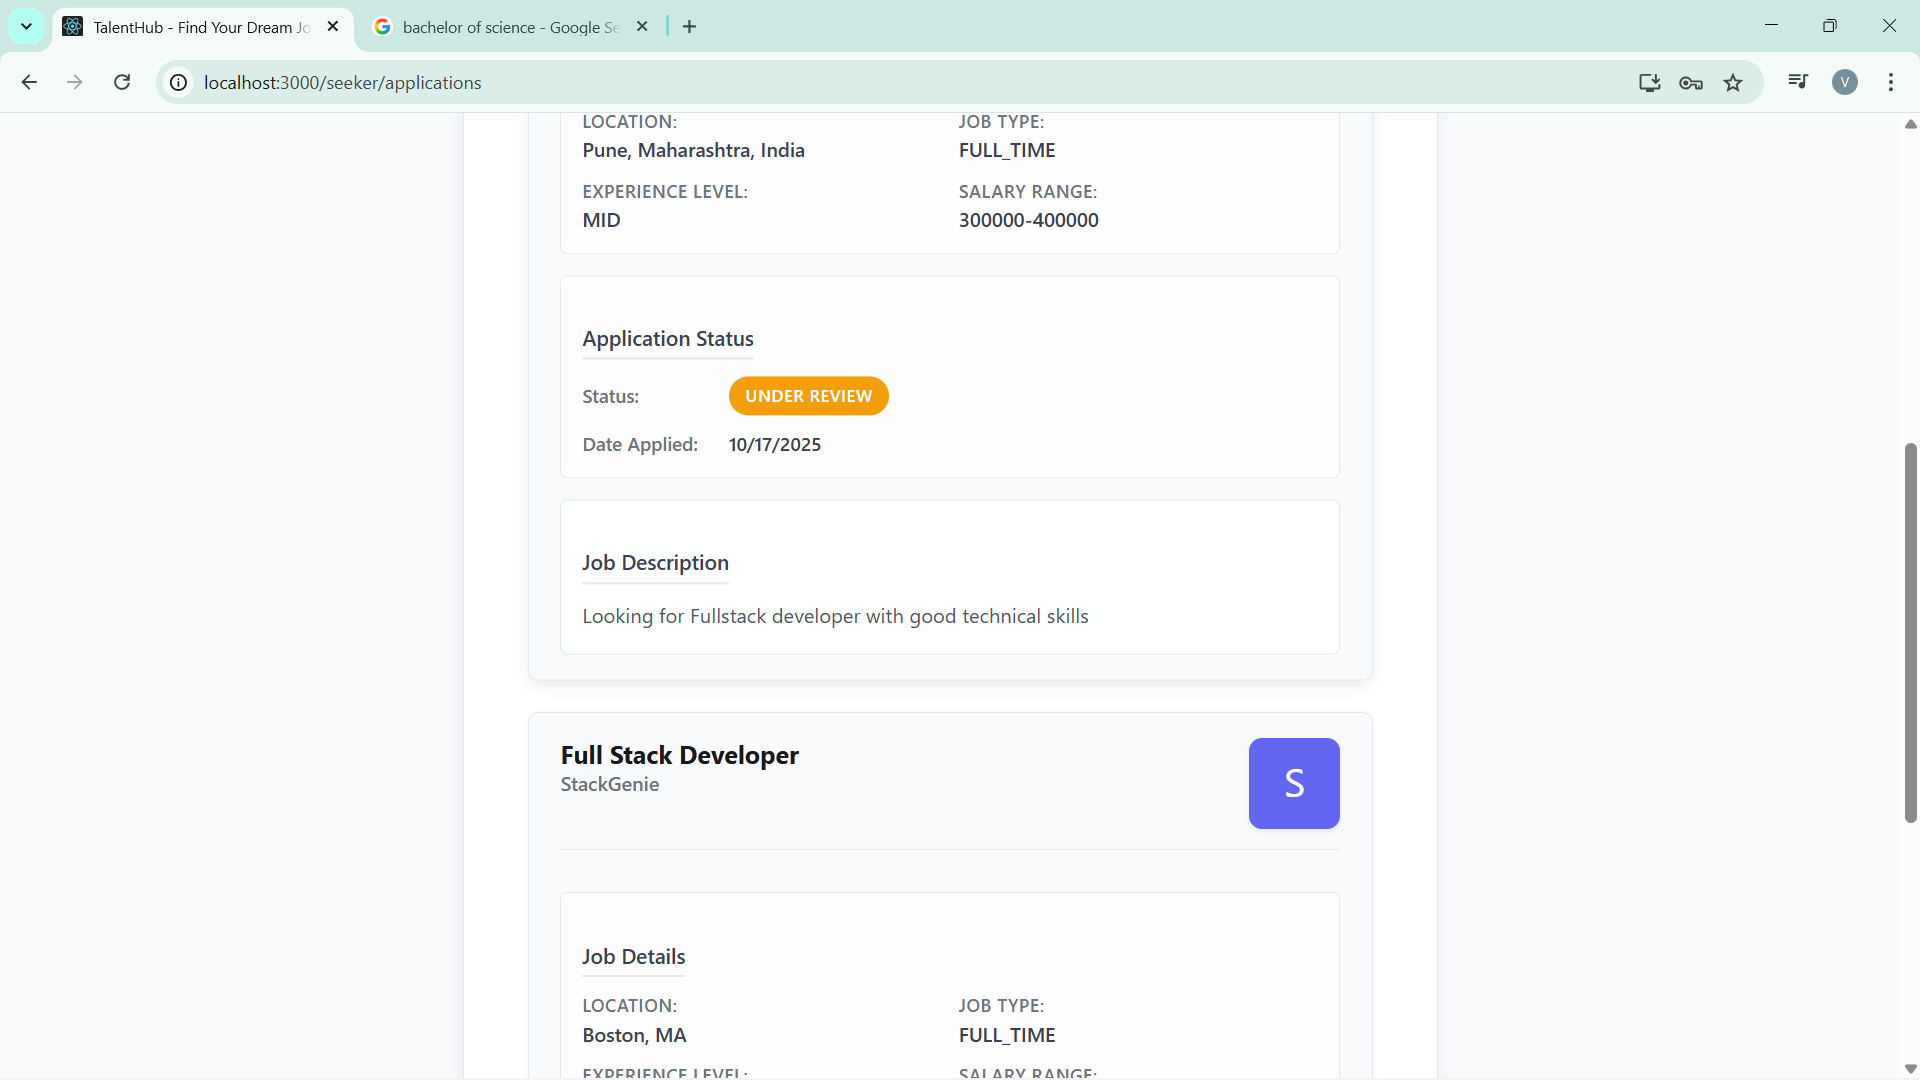 TalentHub - Find Your Dream Jo
bachelor of science - Google Se
localhost:3000/seeker/applications
V
LOCATION:
JOB TYPE:
Pune, Maharashtra, India
FULL_TIME
EXPERIENCE LEVEL:
SALARY RANGE:
MID
300000-400000
Application Status
Status:
UNDER REVIEW
Date Applied:
10/17/2025
Job Description
Looking for Fullstack developer with good technical skills
Full Stack Developer
StackGenie
S
Job Details
LOCATION:
JOB TYPE:
Boston, MA
FULL_TIME
EXPERIENCE LEVEL:
SALARY RANGE: